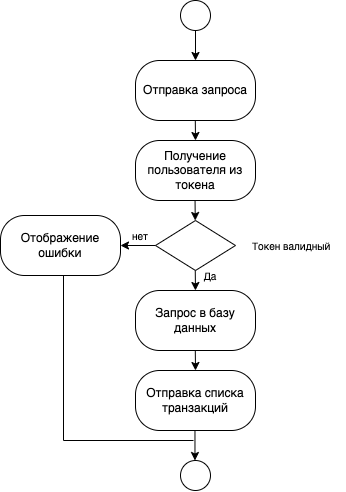 Отправка запроса
Получение
пользователя из
токена
нет
Отображение
ошибки
Токен валидный
Да
Запрос в базу
данных
Отправка списка
транзакций